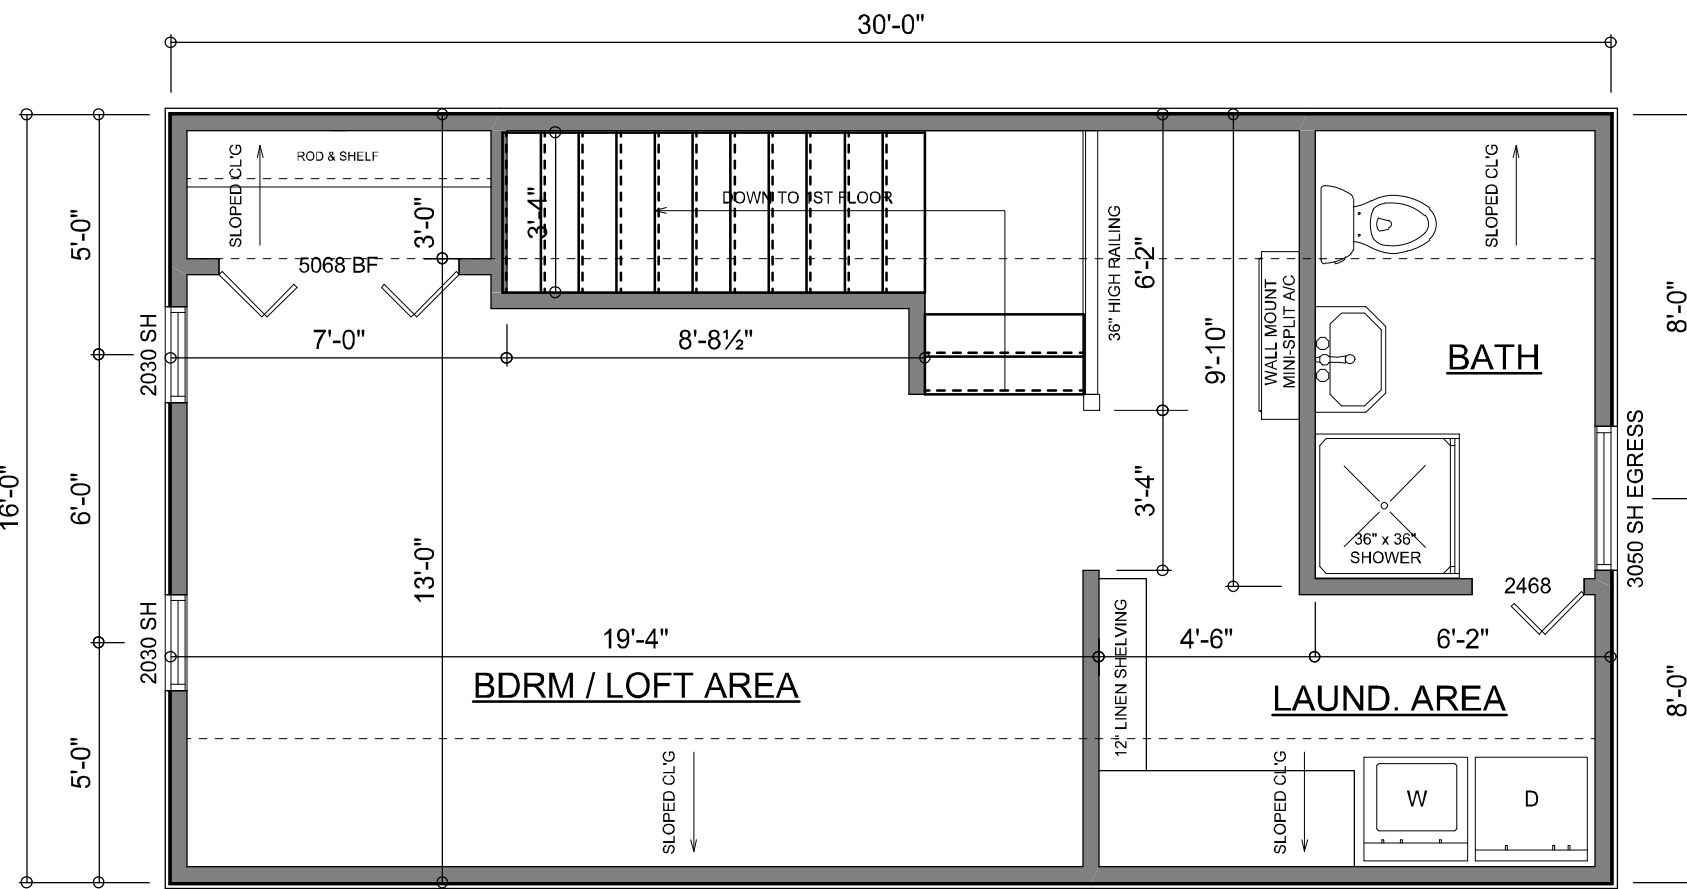 30'-0"
SLOPED CL'G
ROD & SHELF
5'-0"
3'-0"
3'-4"
DOWN TO 1ST FLOOR
36" HIGH RAILING
6'-2"
SLOPED CL'G
5068 BF
2030 SH
7'-0"
8'-8½"
9'-10"
WALL MOUNT
MINI-SPLIT A/C
BATH
8'-0"
16'-0"
6'-0"
13'-0"
3'-4"
36" x 36"
SHOWER
3050 SH EGRESS
2468
2030 SH
19'-4"
4'-6"
6'-2"
BDRM / LOFT AREA
12" LINEN SHELVING
LAUND. AREA
8'-0"
5'-0"
SLOPED CL'G
SLOPED CL'G
W
D